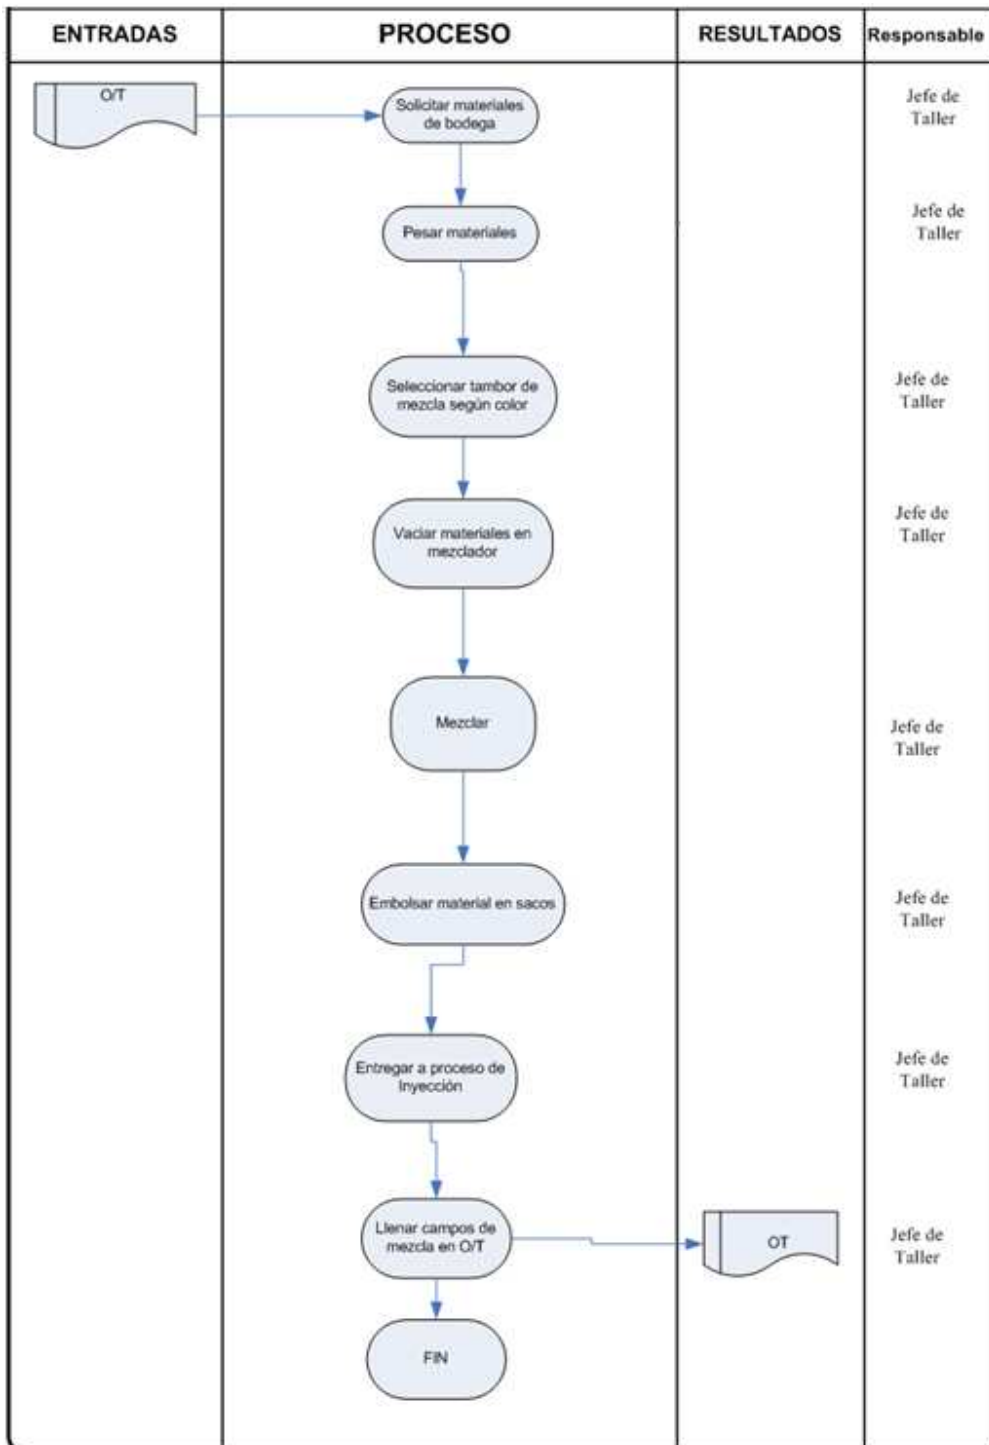 ENTRADAS
PROCESO
RESULTADOS
Responsable
O/T
Solicitar materiales
de bodega
Jefe de
Taller
Pesar materiales
Jefe de
Taller
Seleccionar tambor de
mezcla según color
Jefe de
Taller
Vaciar materiales en
mezclador
Jefe de
Taller
Mezclar
Jefe de
Taller
Embolsar material en sacos
Jefe de
Taller
Entregar a proceso de
Inyección
Jefe de
Taller
Llenar campos de
mezcla en O/T
OT
Jefe de
Taller
FIN